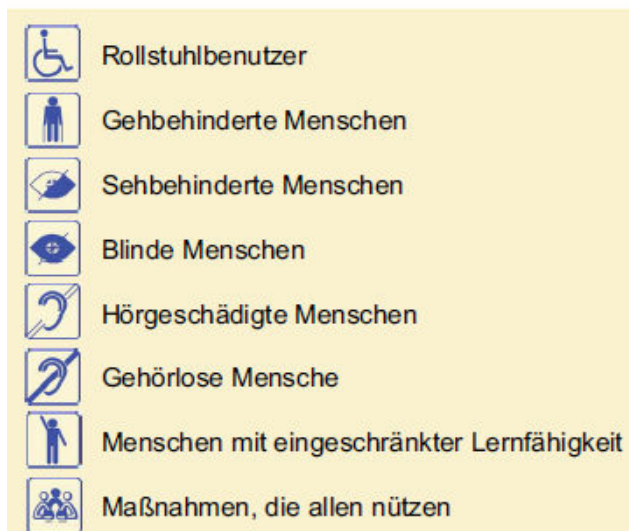 Rollstuhlbenutzer
Gehbehinderte Menschen
Sehbehinderte Menschen
Blinde Menschen
Hörgeschädigte Menschen
Gehörlose Mensche
Menschen mit eingeschränkter Lernfähigkeit
Maßnahmen, die allen nützen